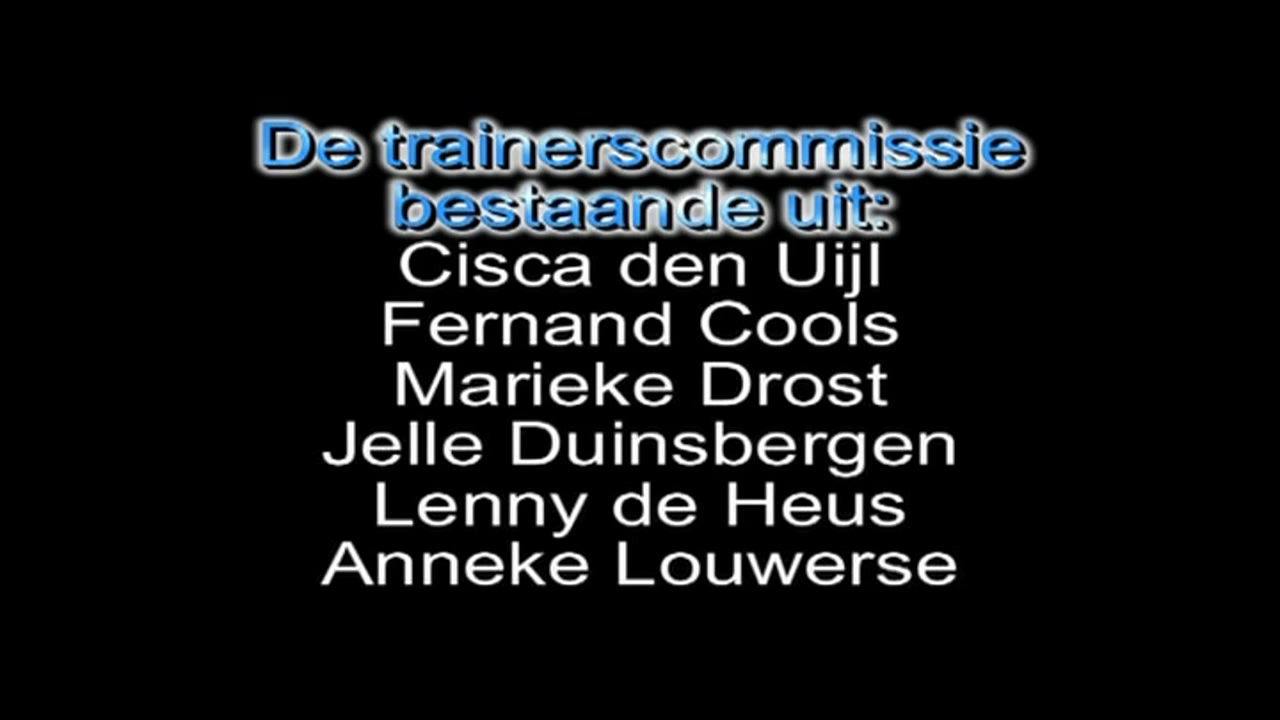 De trainerscommissie
bestaande uit:
Cisca den Uijl
Fernand Cools
Marieke Drost
Jelle Duinsbergen
Lenny de Heus
Anneke Louwerse